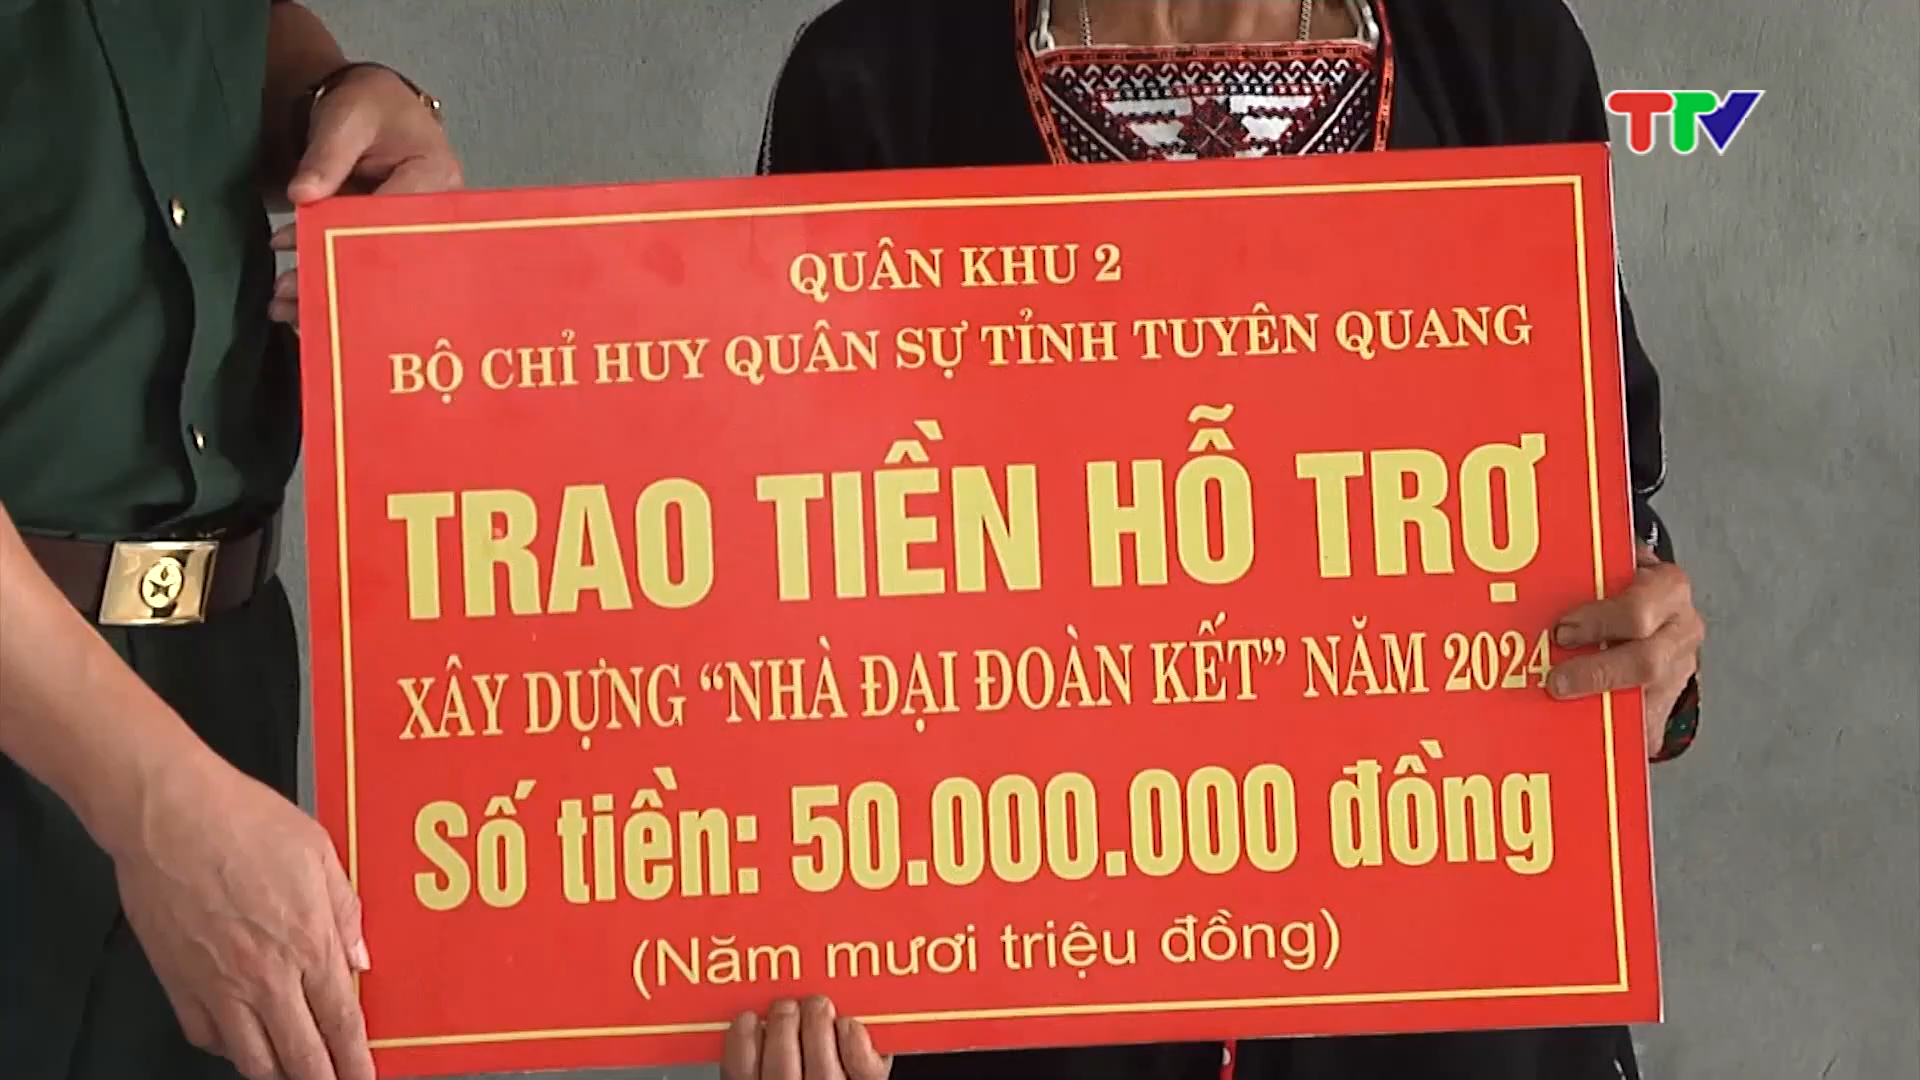 TTV
QUÂN KHU 2
BỘ CHỈ HUY QUÂN SỰ TỈNH TUYÊN QUANG
TRAO TIỀN HỖ TRỢ
XÂY DỰNG “NHÀ ĐẠI ĐOÀN KẾT” NĂM 2024
Số tiền: 50.000.000 đồng
(Năm mươi triệu đồng)